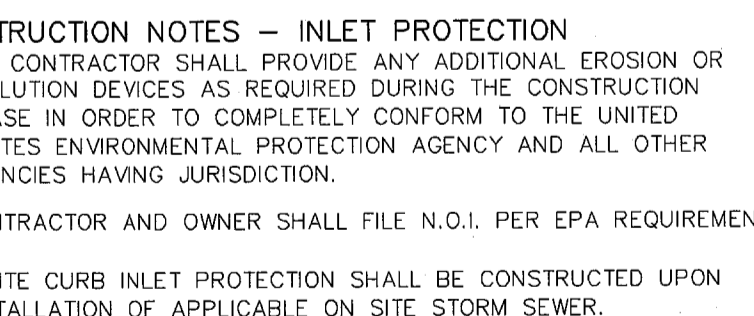 TRUCTION NOTES – INLET PROTECTION
CONTRACTOR SHALL PROVIDE ANY ADDITIONAL EROSION OR
LUTION DEVICES AS REQUIRED DURING THE CONSTRUCTION
ASE IN ORDER TO COMPLETELY CONFORM TO THE UNITED
TES ENVIRONMENTAL PROTECTION AGENCY AND ALL OTHER
NCIES HAVING JURISDICTION.
NTRACTOR AND OWNER SHALL FILE N.O.I. PER EPA REQUIREMEN
ITE CURB INLET PROTECTION SHALL BE CONSTRUCTED UPON
TALLATION OF APPLICABLE ON SITE STORM SEWER.